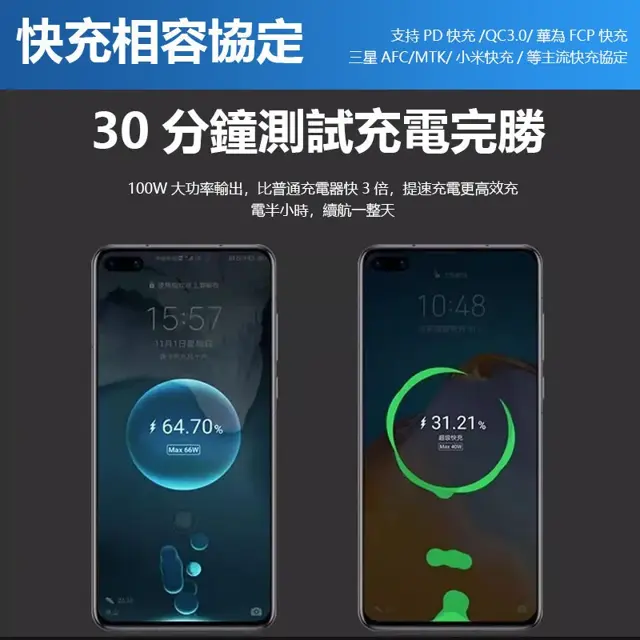 快充相容協定
支持 PD 快充 /QC3.0/ 華為 FCP 快充
三星 AFC/MTK/ 小米快充 / 等主流快充協定
30 分鐘測試充電完勝
100W 大功率輸出，比普通充電器快 3 倍，提速充電更高效充
電半小時，續航一整天
15:57
64.70%
Max 66W
10:48
31.21%
超級快充
Max 40W